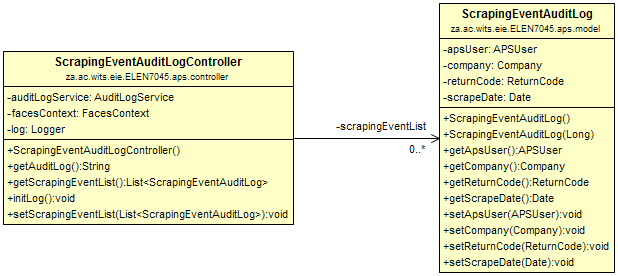 ScrapingEventAuditLogController
za.ac.wits.eie.ELEN7045.aps.controller
-auditLogService: AuditLogService
-facesContext: FacesContext
-log: Logger
+ScrapingEventAuditLogController()
+getAuditLog():String
+getScrapingEventList():List<ScrapingEventAuditLog>
+initLog():void
+setScrapingEventList(List<ScrapingEventAuditLog>):void
-scrapingEventList
0..*
ScrapingEventAuditLog
za.ac.wits.eie.ELEN7045.aps.model
-apsUser: APSUser
-company: Company
-returnCode: ReturnCode
-scrapeDate: Date
+ScrapingEventAuditLog()
+ScrapingEventAuditLog(Long)
+getApsUser():APSUser
+getCompany():Company
+getReturnCode():ReturnCode
+getScrapeDate():Date
+setApsUser(APSUser):void
+setCompany(Company):void
+setReturnCode(ReturnCode):void
+setScrapeDate(Date):void